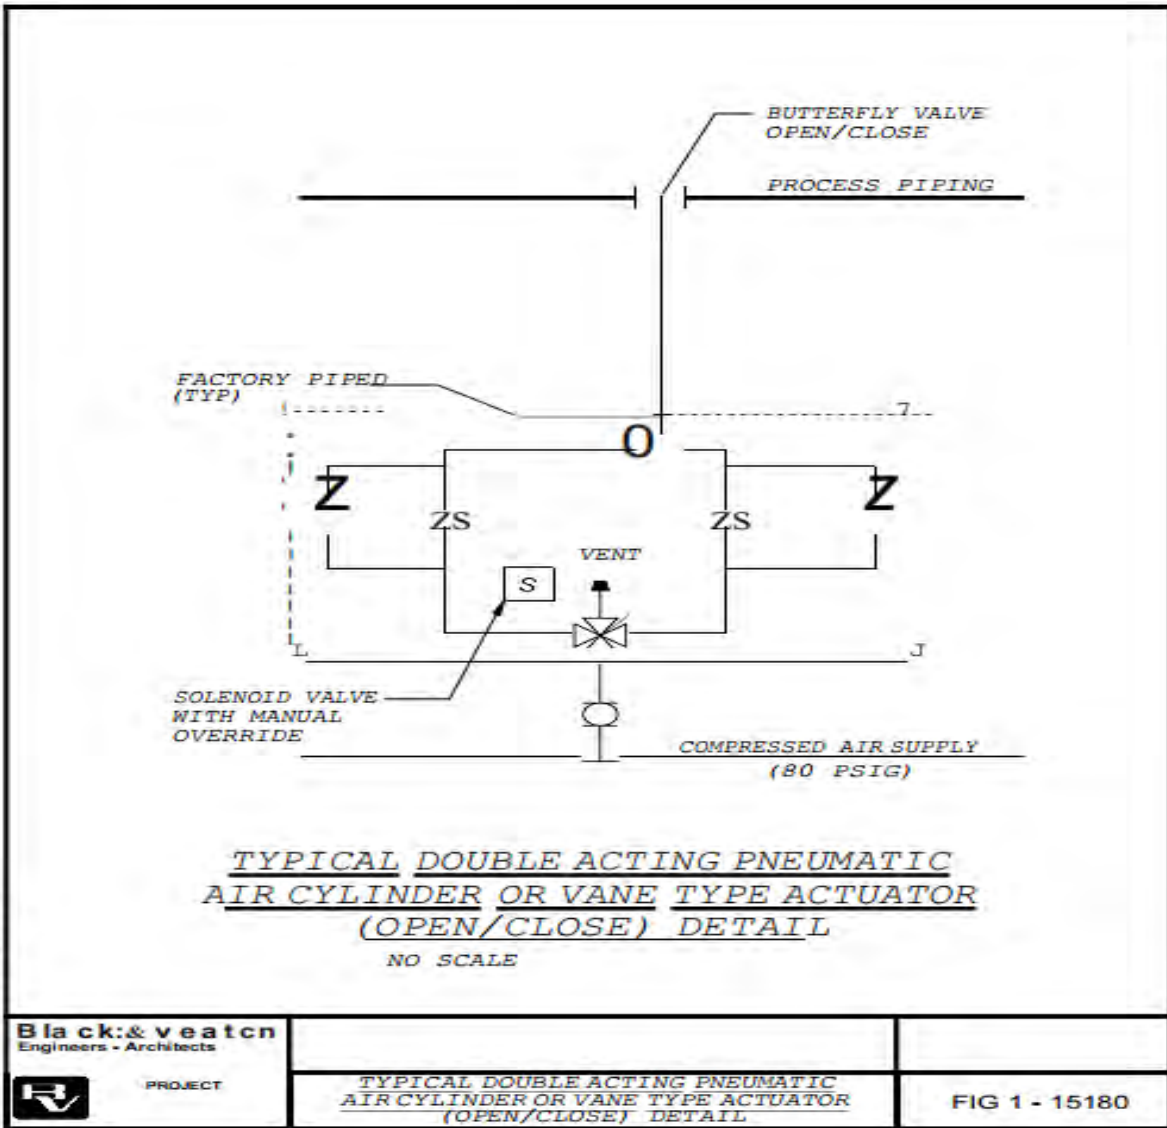 BUTTERFLY VALVE
OPEN/CLOSE
PROCESS PIPING
FACTORY PIPED
(TYP)
7
O
Z
Z
ZS
ZS
VENT
S
L
J
SOLENOID VALVE
WITH MANUAL
OVERRIDE
COMPRESSED AIR SUPPLY
(80 PSIG)
TYPICAL DOUBLE ACTING PNEUMATIC
AIR CYLINDER OR VANE TYPE ACTUATOR
(OPEN/CLOSE) DETAIL
NO SCALE
Bla ck:& v e a t cn
Engineers - Architects
PROJECT
TYPICAL DOUBLE ACTING PNEUMATIC
AIR CYLINDER OR VANE TYPE ACTUATOR
(OPEN/CLOSE) DETAIL
FIG 1 - 15180